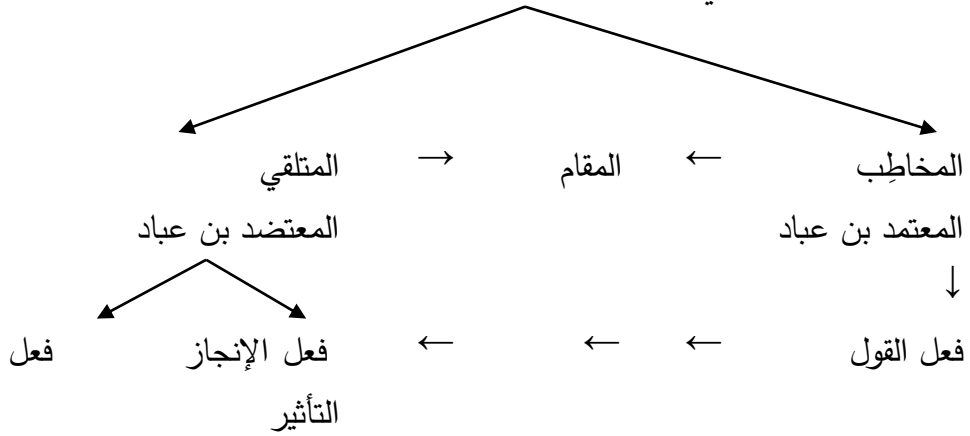 المخاطِب → المقام ← المتلقي
المعتمد بن عباد المعتضد بن عباد
↓
فعل القول ← ← ← فعل الإنجاز فعل
التأثير